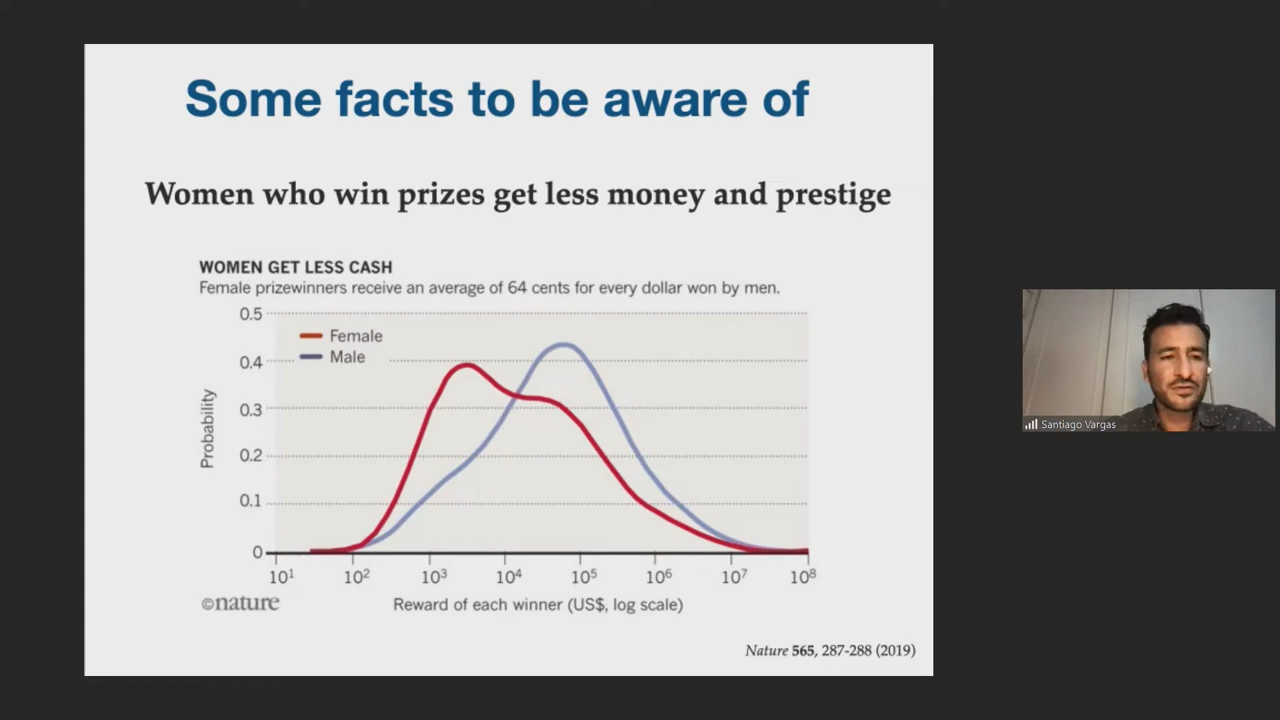 Some facts to be aware of
Women who win prizes get less money and prestige
WOMEN GET LESS CASH
Female prizewinners receive an average of 64 cents for every dollar won by men.
0.5
Female
0.4
Male
0.3
Probability
0.2
0.1
0
10¹ 10² 10³ 10⁴ 10⁵ 10⁶ 10⁷ 10⁸
©nature
Reward of each winner (US$, log scale)
Nature 565, 287-288 (2019)
Santiago Vargas